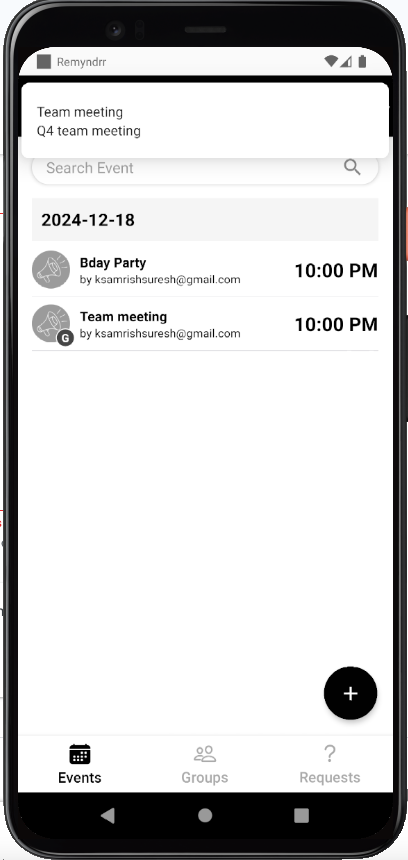 Remyndrr
Team meeting
Q4 team meeting
Search Event
2024-12-18
Bday Party
by ksamrishsuresh@gmail.com
10:00 PM
Team meeting
by ksamrishsuresh@gmail.com
10:00 PM
G
+
Events
Groups
?
Requests